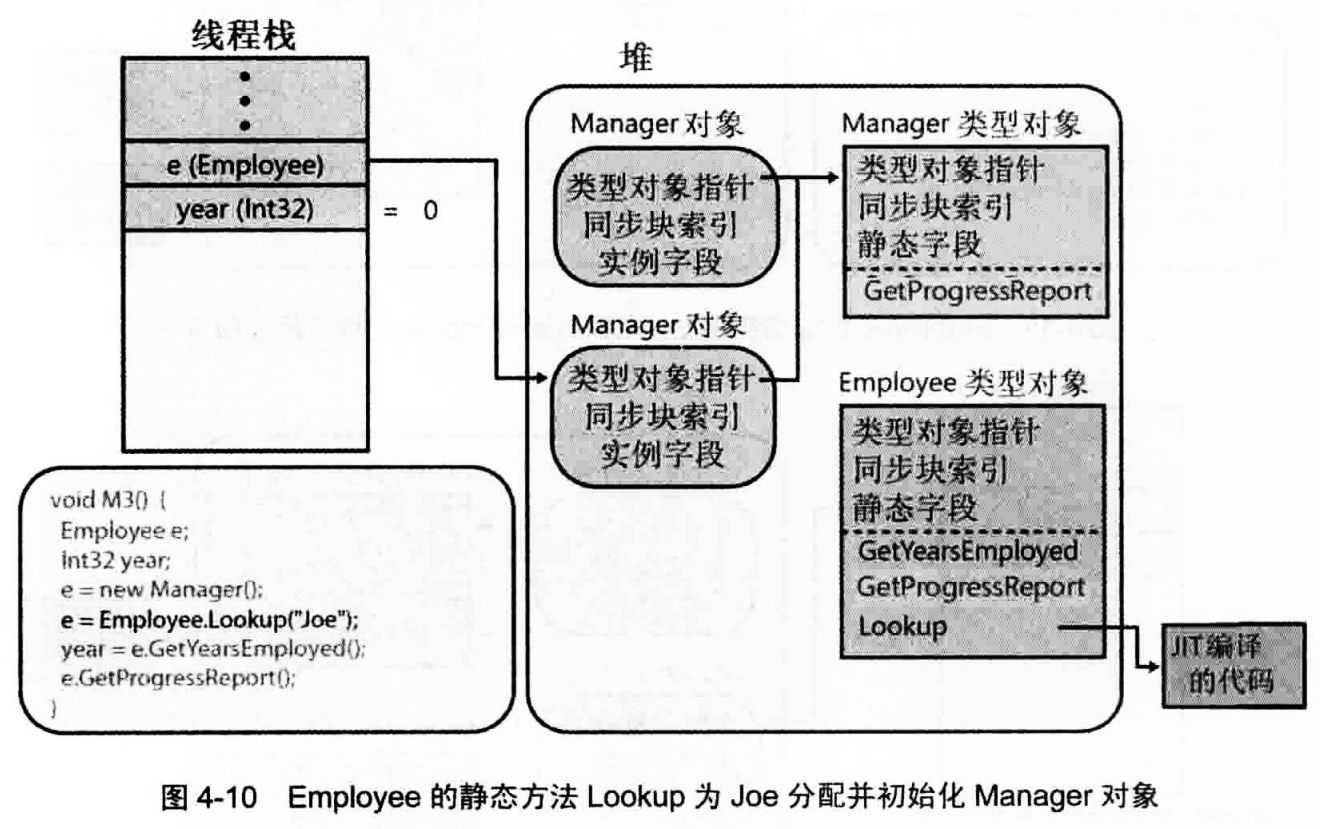 线程栈
e (Employee)
year (Int32)
= 0
堆
Manager 对象
类型对象指针
同步块索引
实例字段
Manager 对象
类型对象指针
同步块索引
实例字段
Manager 类型对象
类型对象指针
同步块索引
静态字段
GetProgressReport
Employee 类型对象
类型对象指针
同步块索引
静态字段
GetYearsEmployed
GetProgressReport
Lookup
JIT编译
的代码
void M3() {
Employee e;
Int32 year;
e = new Manager();
e = Employee.Lookup("Joe");
year = e.GetYearsEmployed();
e.GetProgressReport();
}
图 4-10 Employee 的静态方法 Lookup 为 Joe 分配并初始化 Manager 对象